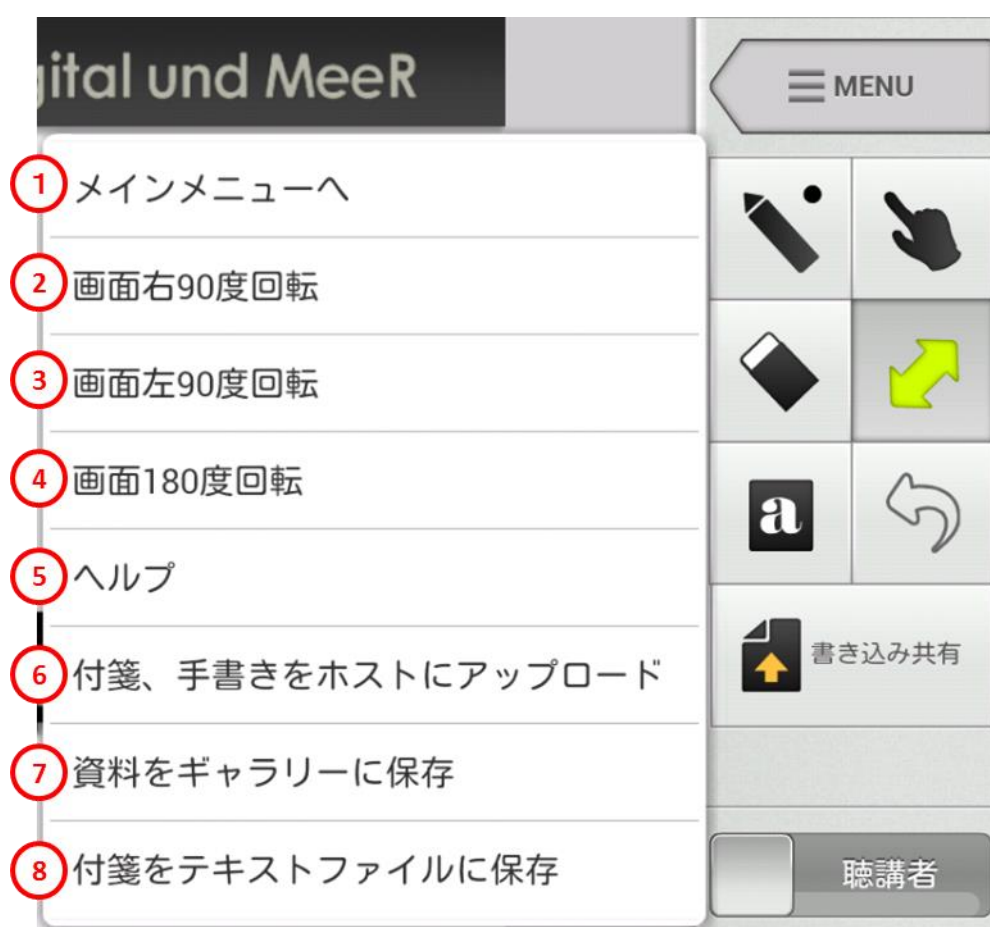 gital und MeeR
MENU
1 メインメニューへ
2 画面右90度回転
3 画面左90度回転
4 画面180度回転
a
5 ヘルプ
6 付箋、手書きをホストにアップロード
書き込み共有
7 資料をギャラリーに保存
8 付箋をテキストファイルに保存
聴講者